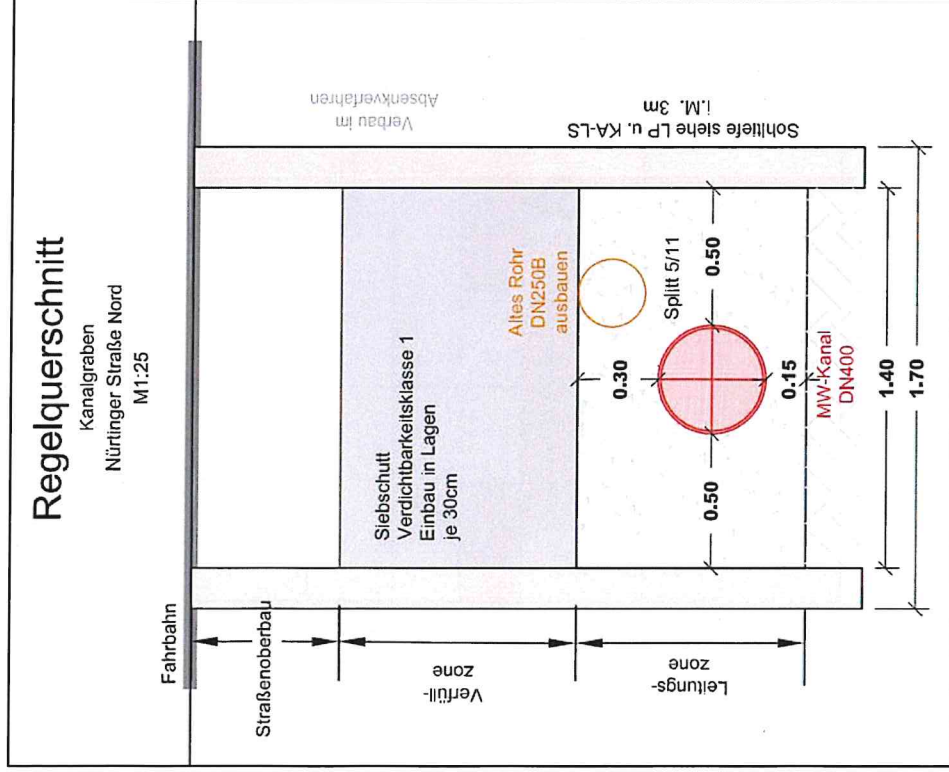 Regelquerschnitt
Kanalgraben
Nürtinger Straße Nord
M1:25
Fahrbahn
Straßenoberbau
Verfüll-
zone
Leitungs-
zone
Siebschutt
Verdichtbarkeitsklasse 1
Einbau in Lagen
je 30cm
Altes Rohr
DN250B
ausbauen
Splitt 5/11
0.30
0.50
0.50
0.15
MW-Kanal
DN400
1.40
1.70
Verbau im
Absenkverfahren
Sohltiefe siehe LP u. KA-LS
i.M. 3m